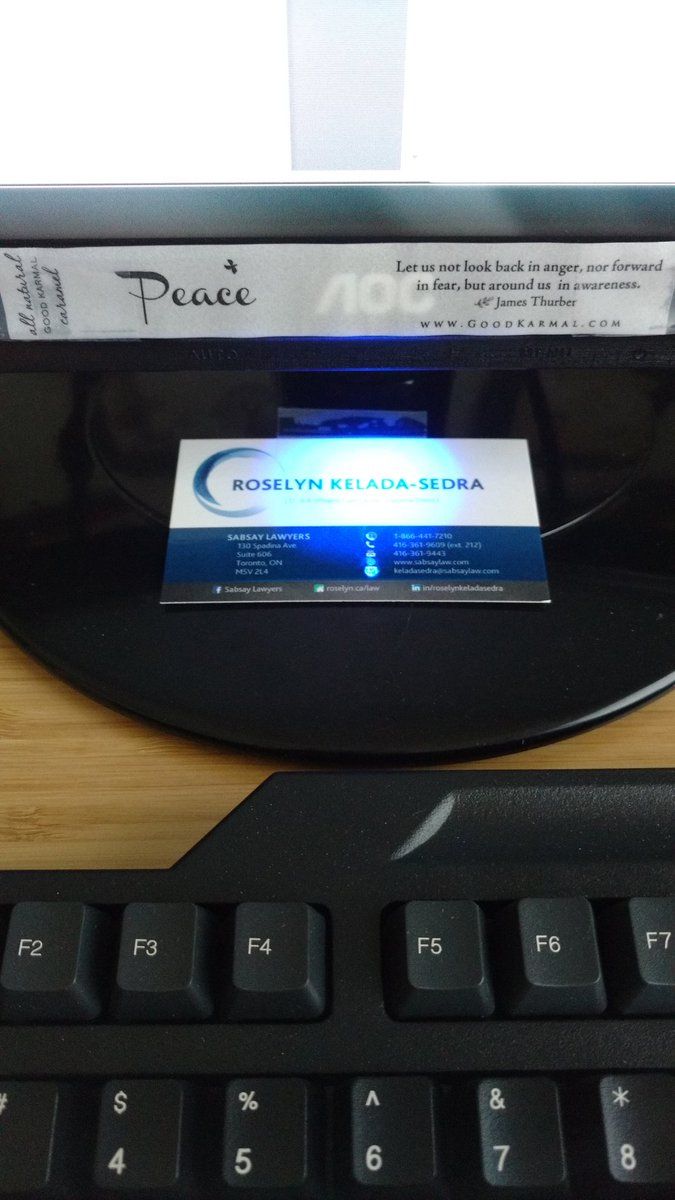 all natural
GOOD KARMAL
caramel
Peace
AOC
Let us not look back in anger, nor forward
in fear, but around us in awareness.
James Thurber
WWW.GOODKARMAL.COM
AUTO
ROSELYN KELADA-SEDRA
SABSAY LAWYERS
130 Spadina Ave
Suite 606
Toronto, ON
M5V 2L4
1-866-441-7210
416-361-9609 (ext. 212)
416-361-9443
www.sabsaylaw.com
keladasedra@sabsaylaw.com
Sabsay Lawyers
roselyn.ca/law
in/roselynkeladasedra
F2 F3 F4 F5 F6 F7
# $ % ^ & *
4 5 6 7 8